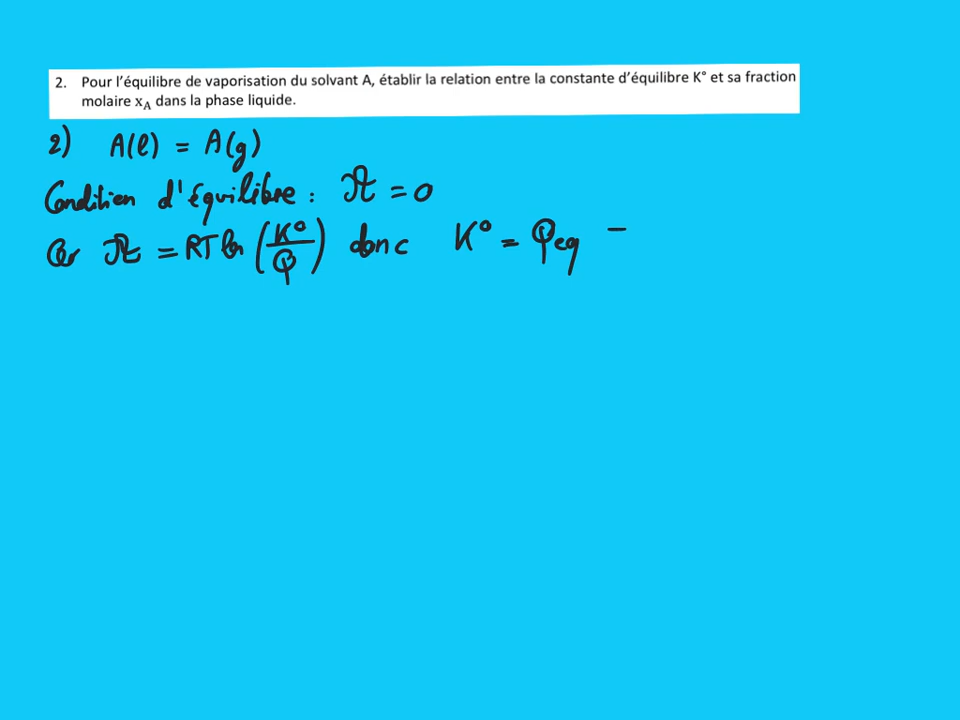 2. Pour l'équilibre de vaporisation du solvant A, établir la relation entre la constante d'équilibre K° et sa fraction
molaire x_A dans la phase liquide.
2) A(l) = A(g)
Condition d'équilibre : 𝒜 = 0
Or 𝒜 = RT ln (K°/Q) donc K° = Qeq =